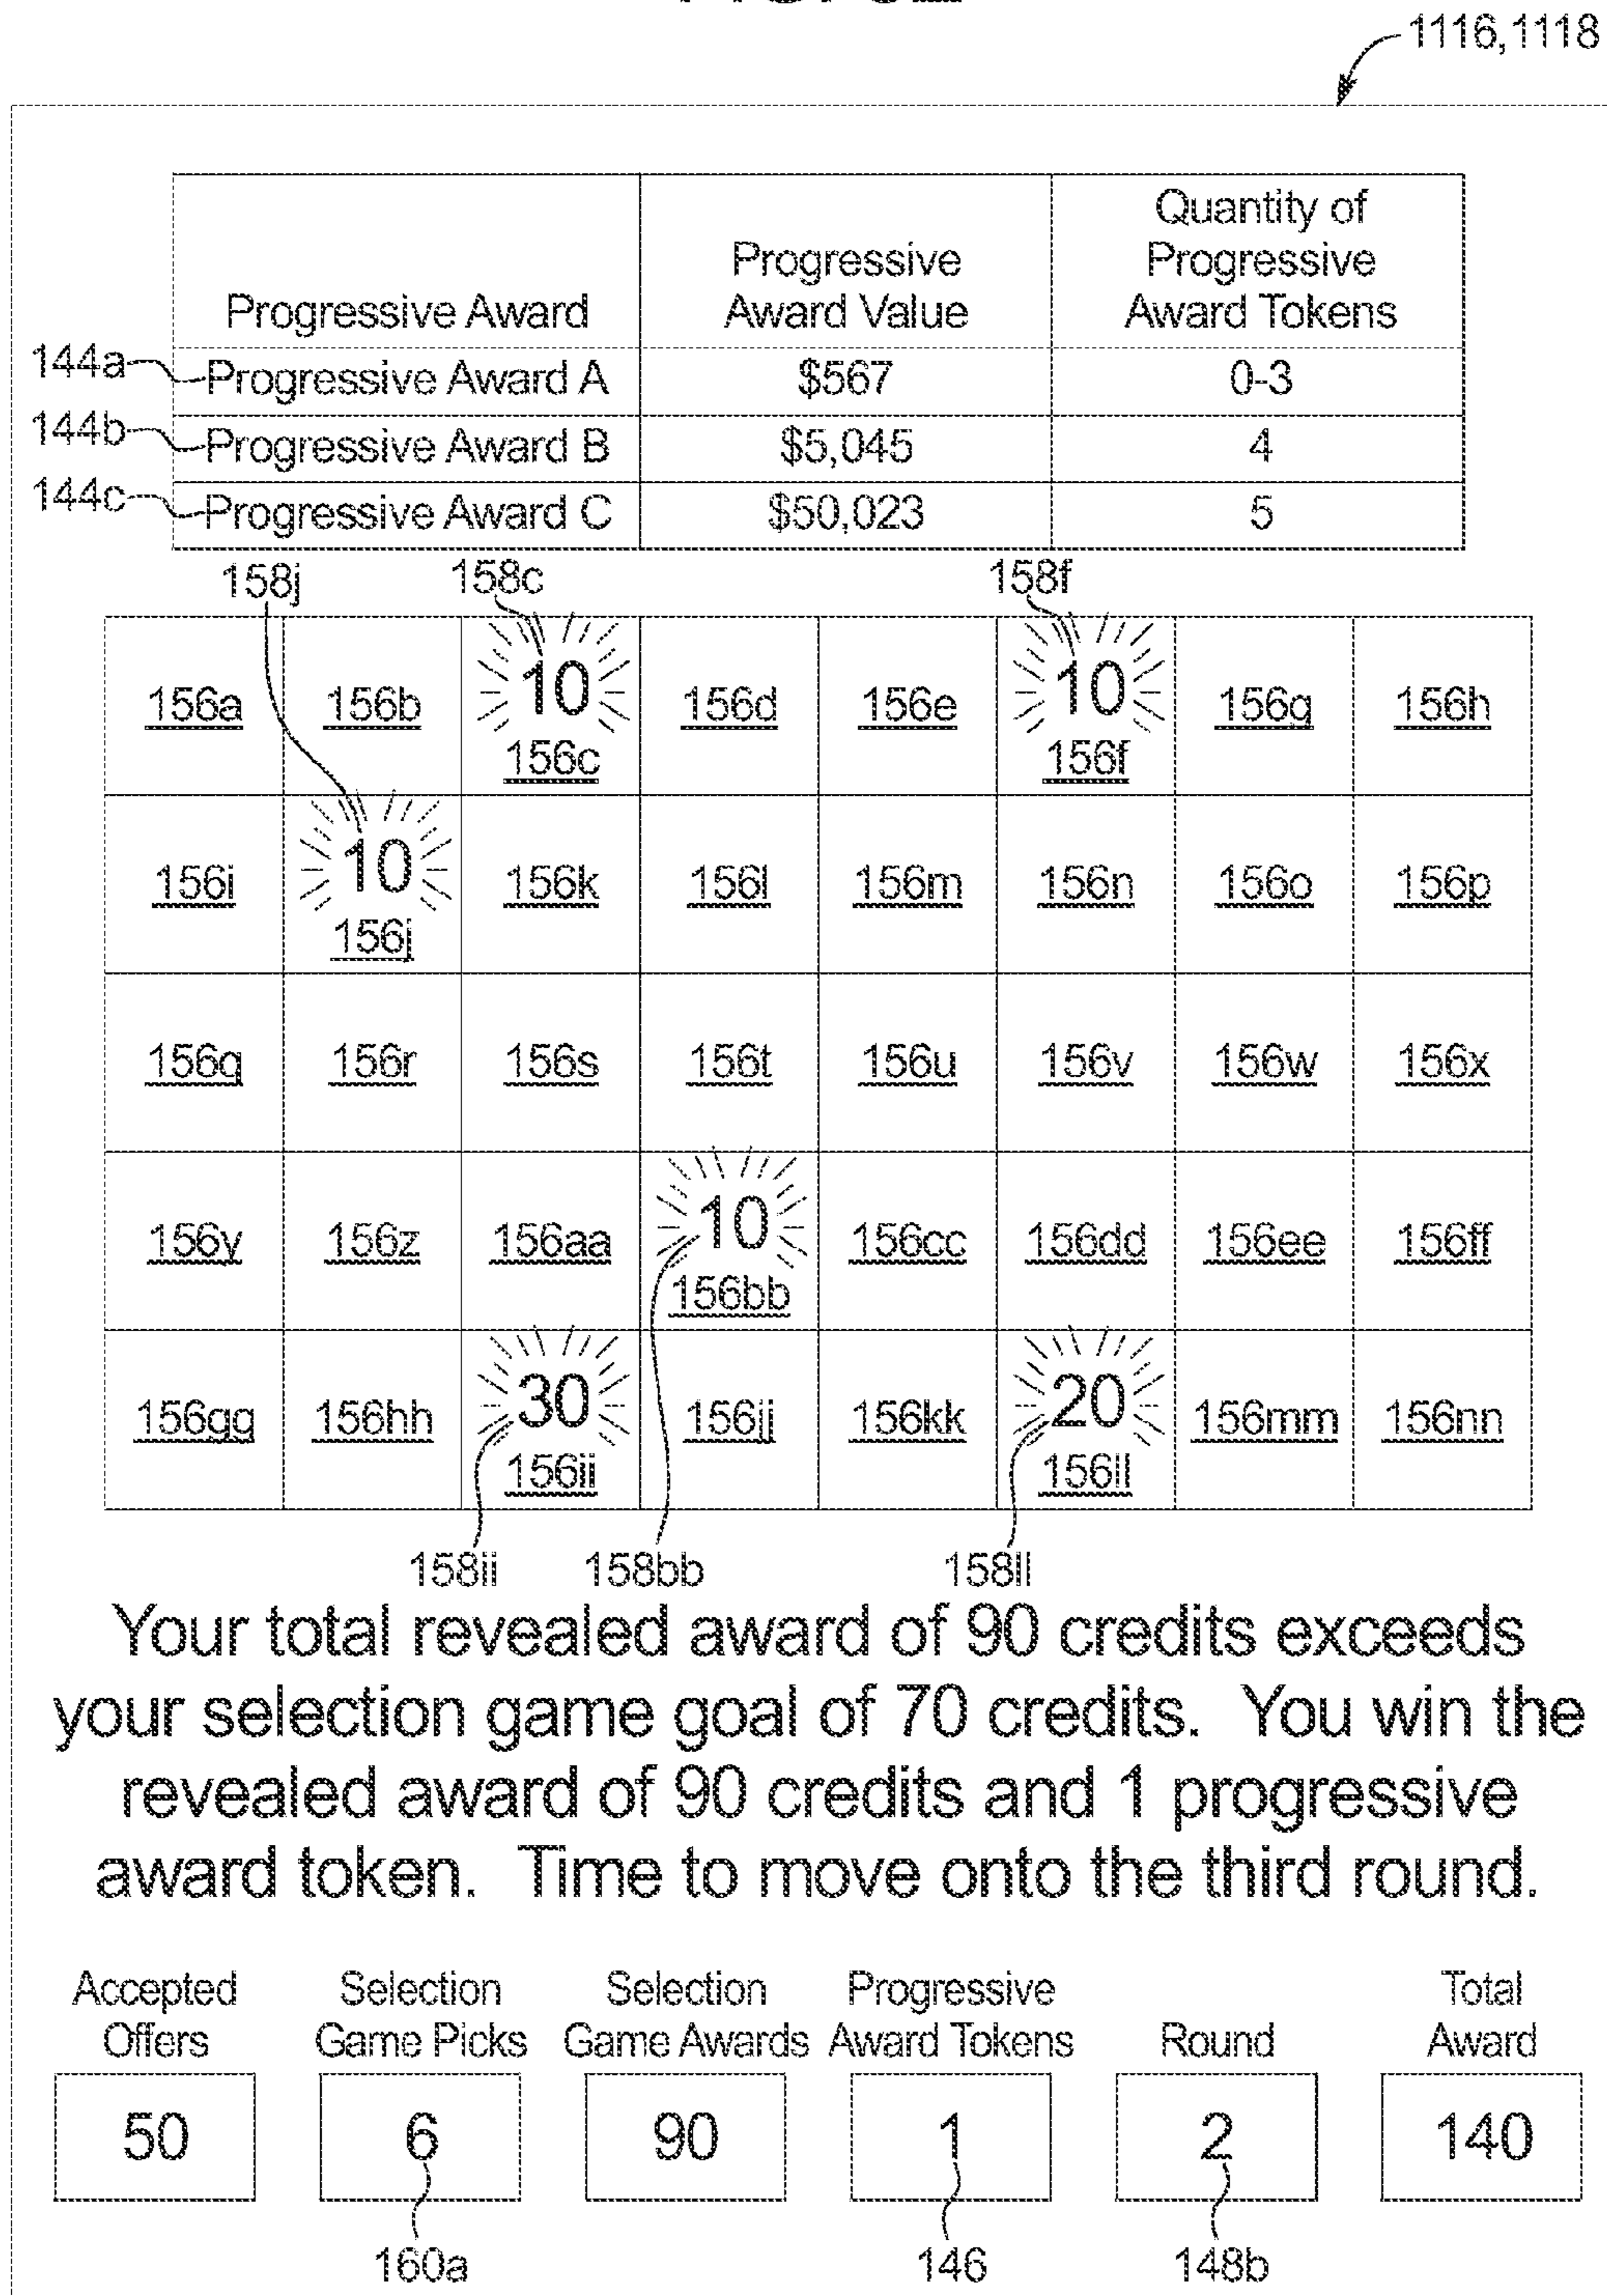 1116,1118
Quantity of
Progressive Progressive
Progressive Award Award Value Award Tokens
144a Progressive Award A $567 0-3
144b Progressive Award B $5,045 4
144c Progressive Award C $50,023 5
158j 158c 158f
10 10
156a 156b 156d 156e 156g 156h
156c 156f
10
156i 156k 156l 156m 156n 156o 156p
156j
156q 156r 156s 156t 156u 156v 156w 156x
10
156y 156z 156aa 156cc 156dd 156ee 156ff
156bb
30 20
156gg 156hh 156jj 156kk 156mm 156nn
156ii 156ll
158ii 158bb 158ll
Your total revealed award of 90 credits exceeds
your selection game goal of 70 credits. You win the
revealed award of 90 credits and 1 progressive
award token. Time to move onto the third round.
Accepted Selection Selection Progressive Total
Offers Game Picks Game Awards Award Tokens Round Award
50 6 90 1 2 140
160a 146 148b